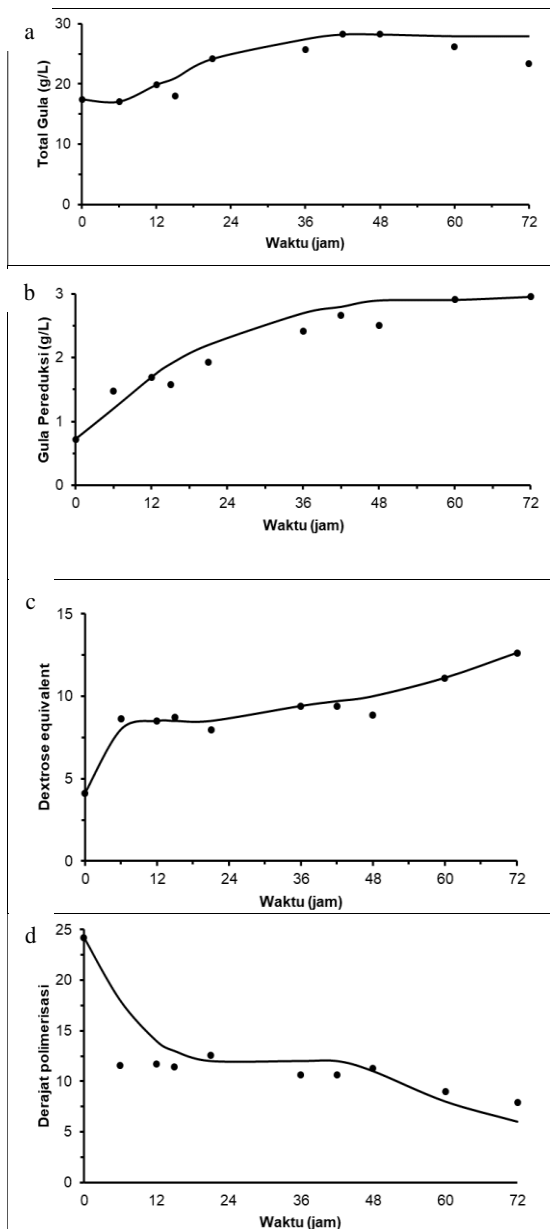 a
30
20
10
0
Total Gula (g/L)
0 12 24 36 48 60 72
Waktu (jam)
b
3
2
1
0
Gula Pereduksi (g/L)
0 12 24 36 48 60 72
Waktu (jam)
c
15
10
5
0
Dextrose equivalent
0 12 24 36 48 60 72
Waktu (jam)
d
25
20
15
10
5
0
Derajat polimerisasi
0 12 24 36 48 60 72
Waktu (jam)